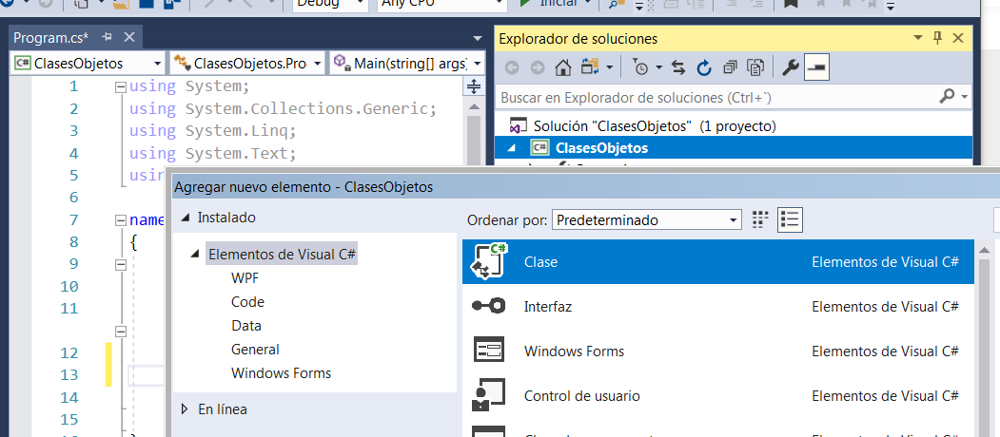 Debug
Any CPU
Iniciar
Program.cs*
ClasesObjetos
ClasesObjetos.Pro
Main(string[] args)
1 using System;
2 using System.Collections.Generic;
3 using System.Linq;
4 using System.Text;
5 usin
6
7 name
8 {
9
10
11
12
13
14
15
Explorador de soluciones
Buscar en Explorador de soluciones (Ctrl+`)
Solución "ClasesObjetos" (1 proyecto)
C# ClasesObjetos
Agregar nuevo elemento - ClasesObjetos
Instalado
Elementos de Visual C#
WPF
Code
Data
General
Windows Forms
En línea
Ordenar por: Predeterminado
Clase Elementos de Visual C#
Interfaz Elementos de Visual C#
Windows Forms Elementos de Visual C#
Control de usuario Elementos de Visual C#